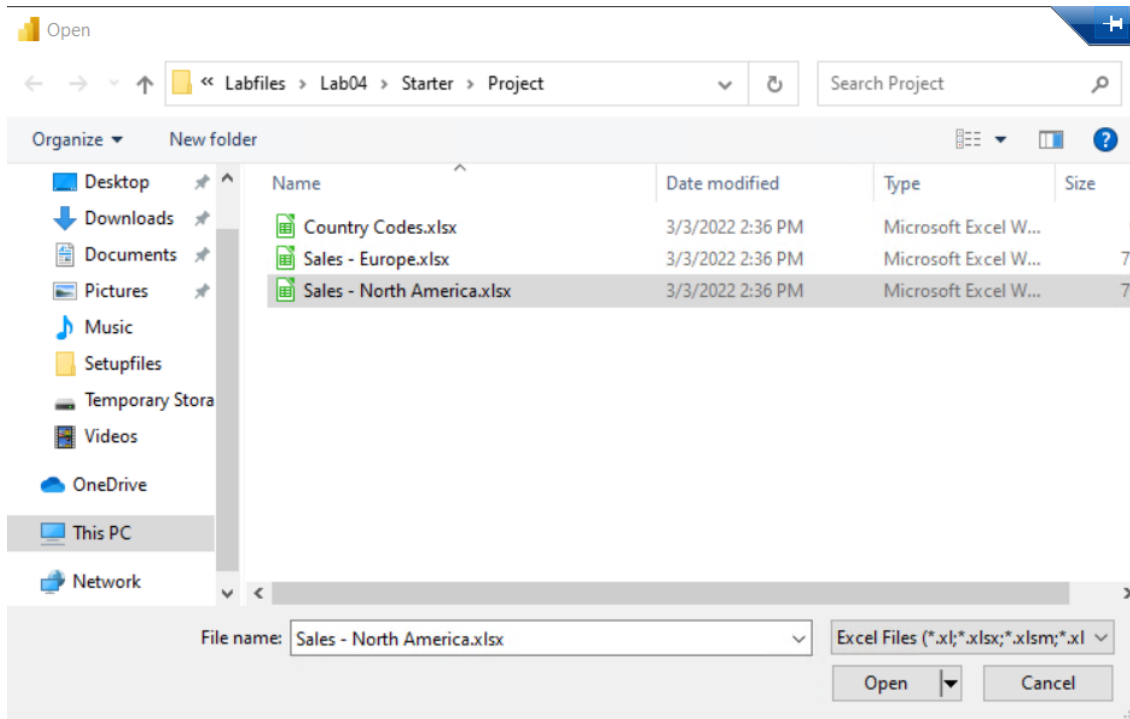 Open
« Labfiles > Lab04 > Starter > Project
Search Project
Organize
New folder
Name Date modified Type Size
Desktop
Downloads
Documents
Pictures
Music
Setupfiles
Temporary Stora
Videos
OneDrive
This PC
Network
Country Codes.xlsx 3/3/2022 2:36 PM Microsoft Excel W...
Sales - Europe.xlsx 3/3/2022 2:36 PM Microsoft Excel W... 7
Sales - North America.xlsx 3/3/2022 2:36 PM Microsoft Excel W... 7
File name: Sales - North America.xlsx
Excel Files (*.xl;*.xlsx;*.xlsm;*.xl
Open
Cancel